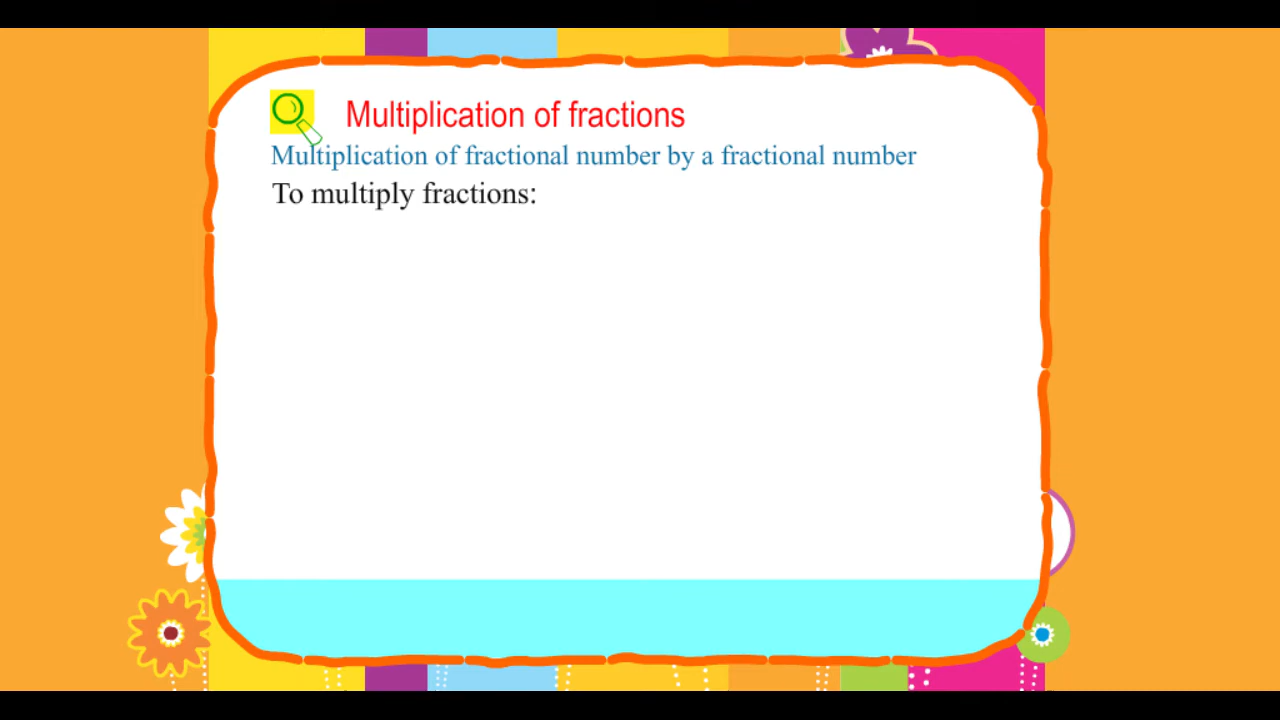 Multiplication of fractions
Multiplication of fractional number by a fractional number
To multiply fractions: